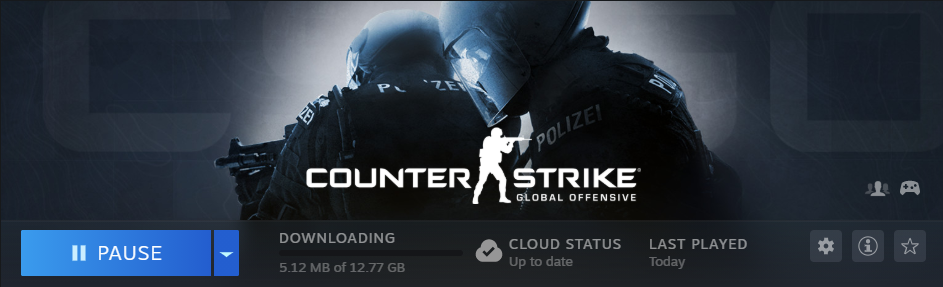 POLIZEI
POLIZEI
COUNTER STRIKE
GLOBAL OFFENSIVE
PAUSE
DOWNLOADING
5.12 MB of 12.77 GB
CLOUD STATUS
Up to date
LAST PLAYED
Today